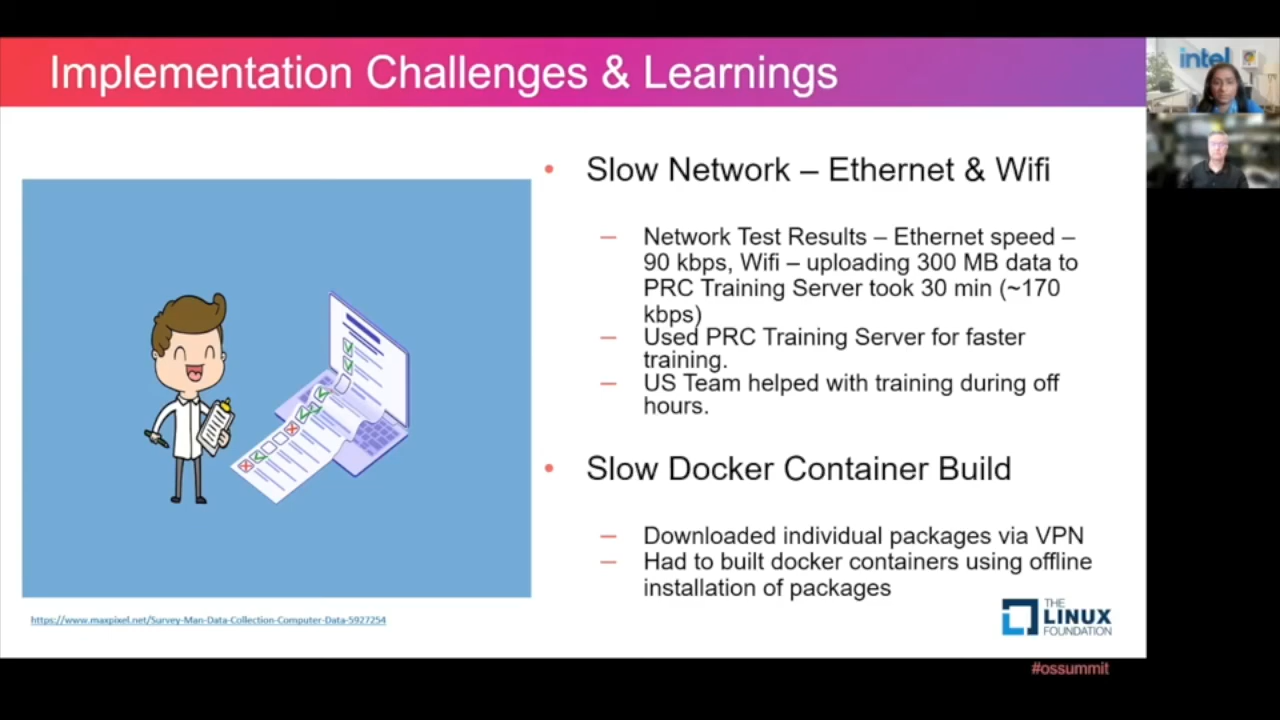 Implementation Challenges & Learnings
intel
• Slow Network – Ethernet & Wifi
– Network Test Results – Ethernet speed –
90 kbps, Wifi – uploading 300 MB data to
PRC Training Server took 30 min (~170
kbps)
– Used PRC Training Server for faster
training.
– US Team helped with training during off
hours.
• Slow Docker Container Build
– Downloaded individual packages via VPN
– Had to built docker containers using offline
installation of packages
https://www.maxpixel.net/Survey-Man-Data-Collection-Computer-Data-5927254
THE
LINUX
FOUNDATION
#ossummit